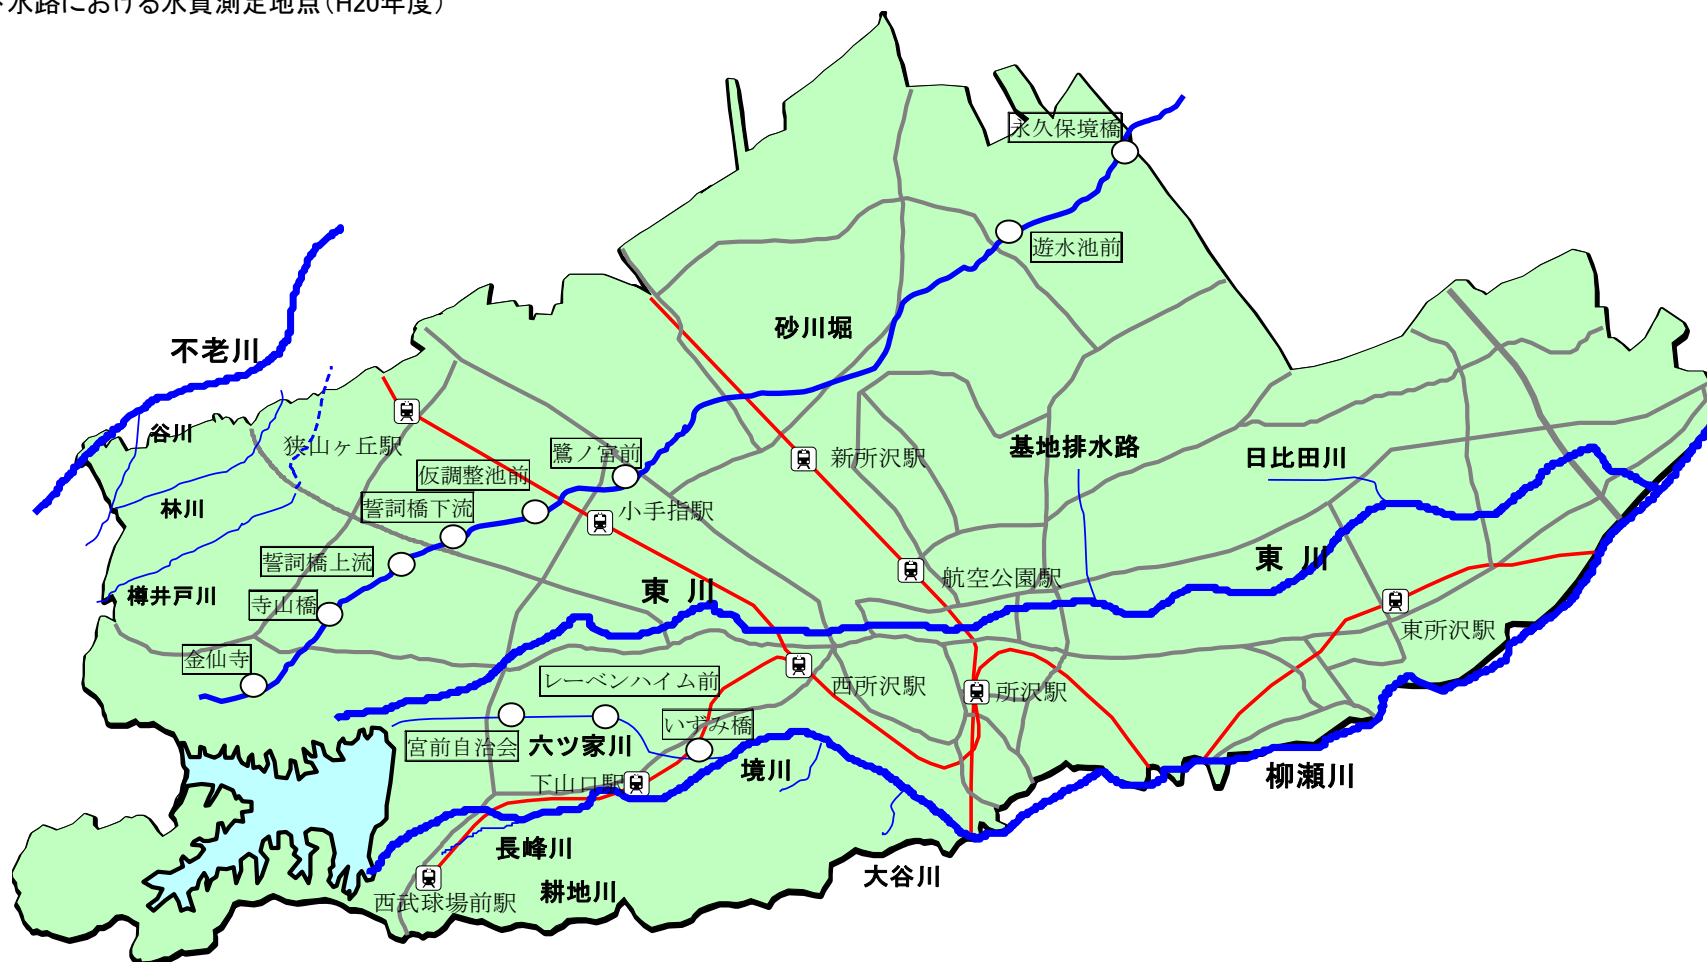 水路における水質測定地点(H20年度)
永久保境橋
遊水池前
砂川堀
不老川
谷川
狭山ヶ丘駅
鷺ノ宮前
新所沢駅
基地排水路
日比田川
仮調整池前
誓詞橋下流
小手指駅
林川
誓詞橋上流
航空公園駅
東川
樽井戸川
寺山橋
東川
東所沢駅
金仙寺
レーベンハイム前
西所沢駅
所沢駅
いずみ橋
宮前自治会
六ツ家川
下山口駅
境川
柳瀬川
長峰川
大谷川
耕地川
西武球場前駅